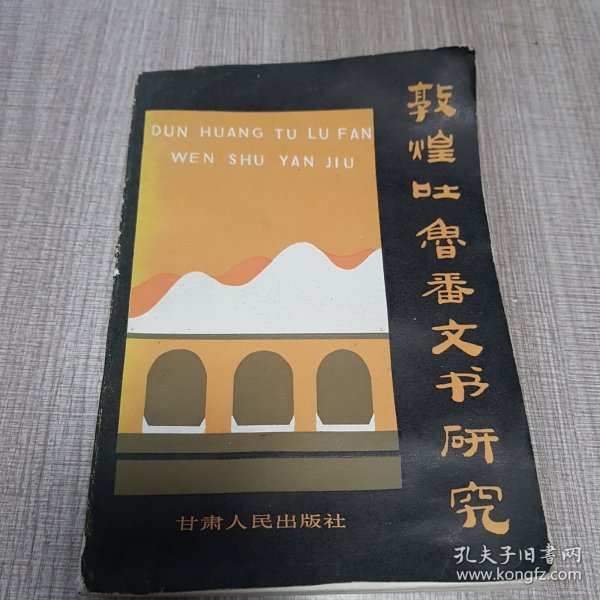 敦煌吐魯番文书研究
DUN HUANG TU LU FAN
WEN SHU YAN JIU
甘肃人民出版社
孔夫子旧书网
www.kongfz.com